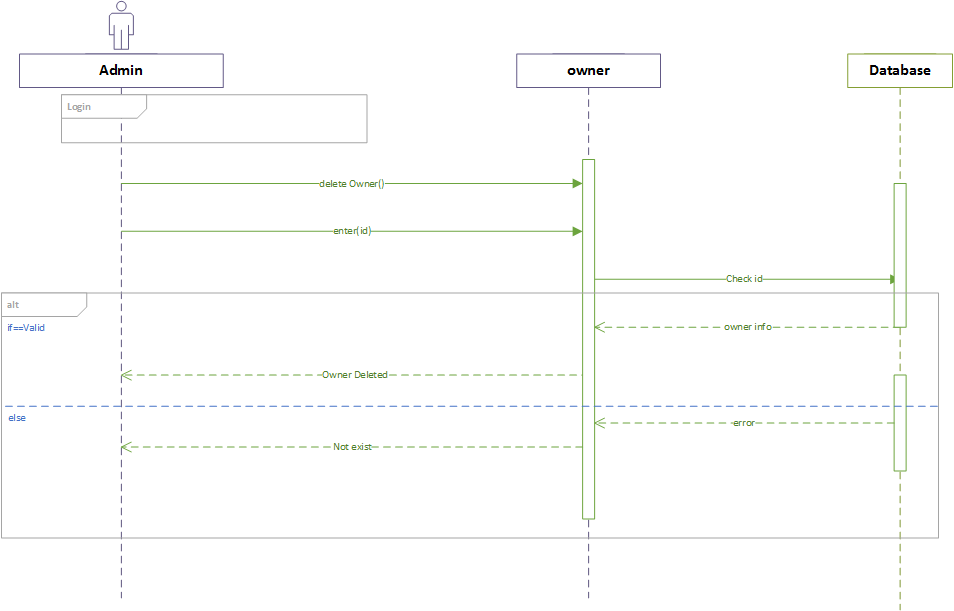 Admin
owner
Database
Login
delete Owner()
enter(id)
Check id
alt
if==Valid
owner info
Owner Deleted
else
error
Not exist